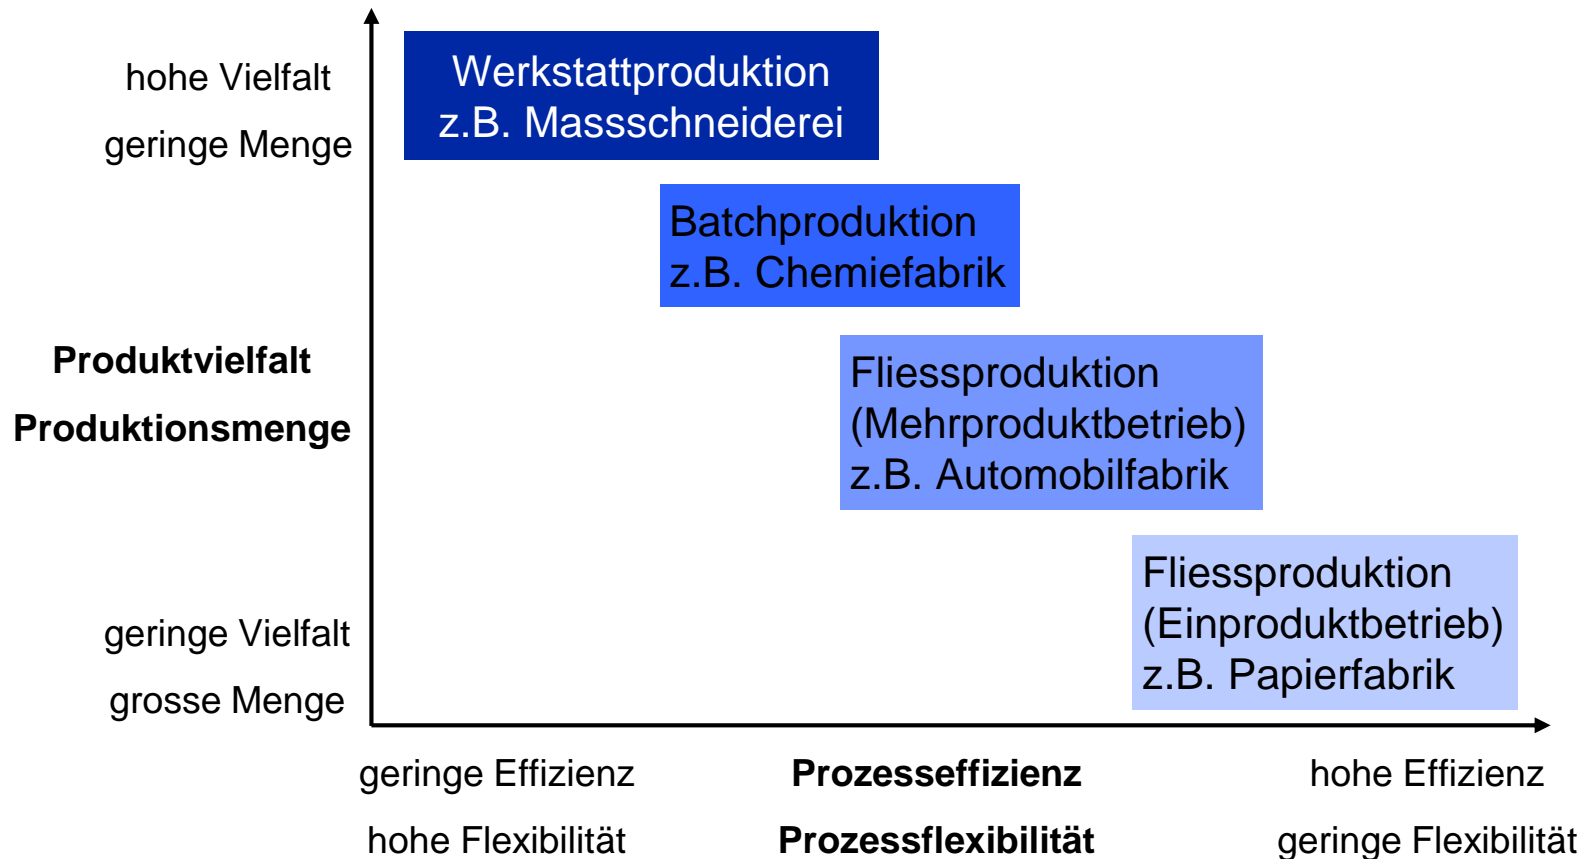 hohe Vielfalt
geringe Menge
Werkstattproduktion
z.B. Massschneiderei
Batchproduktion
z.B. Chemiefabrik
Produktvielfalt
Produktionsmenge
Fliessproduktion
(Mehrproduktbetrieb)
z.B. Automobilfabrik
Fliessproduktion
(Einproduktbetrieb)
z.B. Papierfabrik
geringe Vielfalt
grosse Menge
geringe Effizienz
Prozesseffizienz
hohe Effizienz
hohe Flexibilität
Prozessflexibilität
geringe Flexibilität